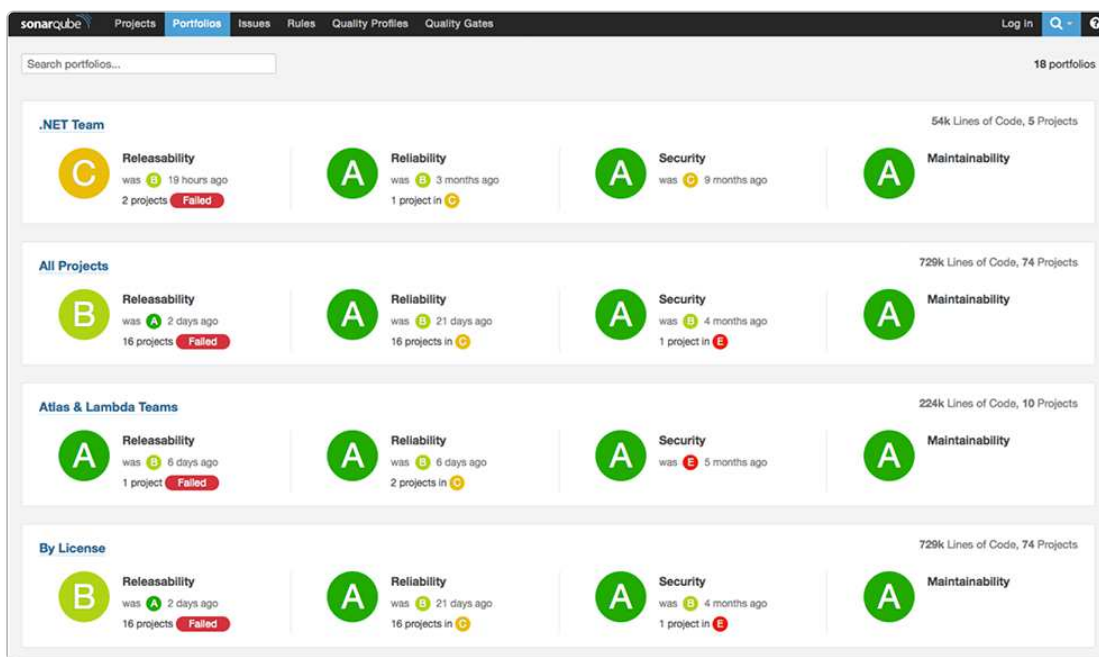 sonarqube Projects Portfolios Issues Rules Quality Profiles Quality Gates Log in
Search portfolios... 18 portfolios
.NET Team 54k Lines of Code, 5 Projects
C Releasability A Reliability A Security A Maintainability
was B 19 hours ago was B 3 months ago was C 9 months ago
2 projects Failed 1 project in C
All Projects 729k Lines of Code, 74 Projects
B Releasability A Reliability A Security A Maintainability
was A 2 days ago was B 21 days ago was B 4 months ago
16 projects Failed 16 projects in C 1 project in E
Atlas & Lambda Teams 224k Lines of Code, 10 Projects
A Releasability A Reliability A Security A Maintainability
was B 6 days ago was B 6 days ago was E 5 months ago
1 project Failed 2 projects in C
By License 729k Lines of Code, 74 Projects
B Releasability A Reliability A Security A Maintainability
was A 2 days ago was B 21 days ago was B 4 months ago
16 projects Failed 16 projects in C 1 project in E